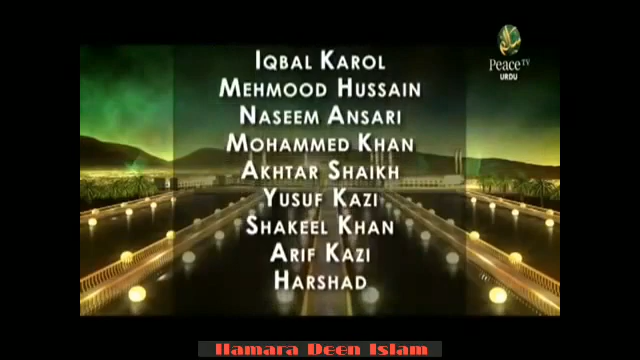 IQBAL KAROL
MEHMOOD HUSSAIN
NASEEM ANSARI
MOHAMMED KHAN
AKHTAR SHAIKH
YUSUF KAZI
SHAKEEL KHAN
ARIF KAZI
HARSHAD
Peace TV
URDU
Hamara Deen Islam